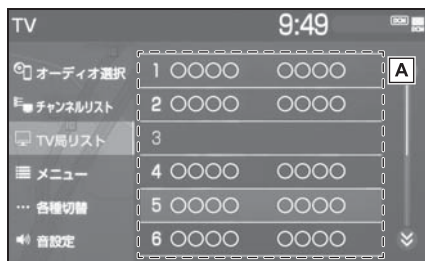 TV 9:49
オーディオ選択
チャンネルリスト
TV局リスト
メニュー
各種切替
音設定
1 ○○○○ ○○○○
2 ○○○○ ○○○○
3
4 ○○○○ ○○○○
5 ○○○○ ○○○○
6 ○○○○ ○○○○
A